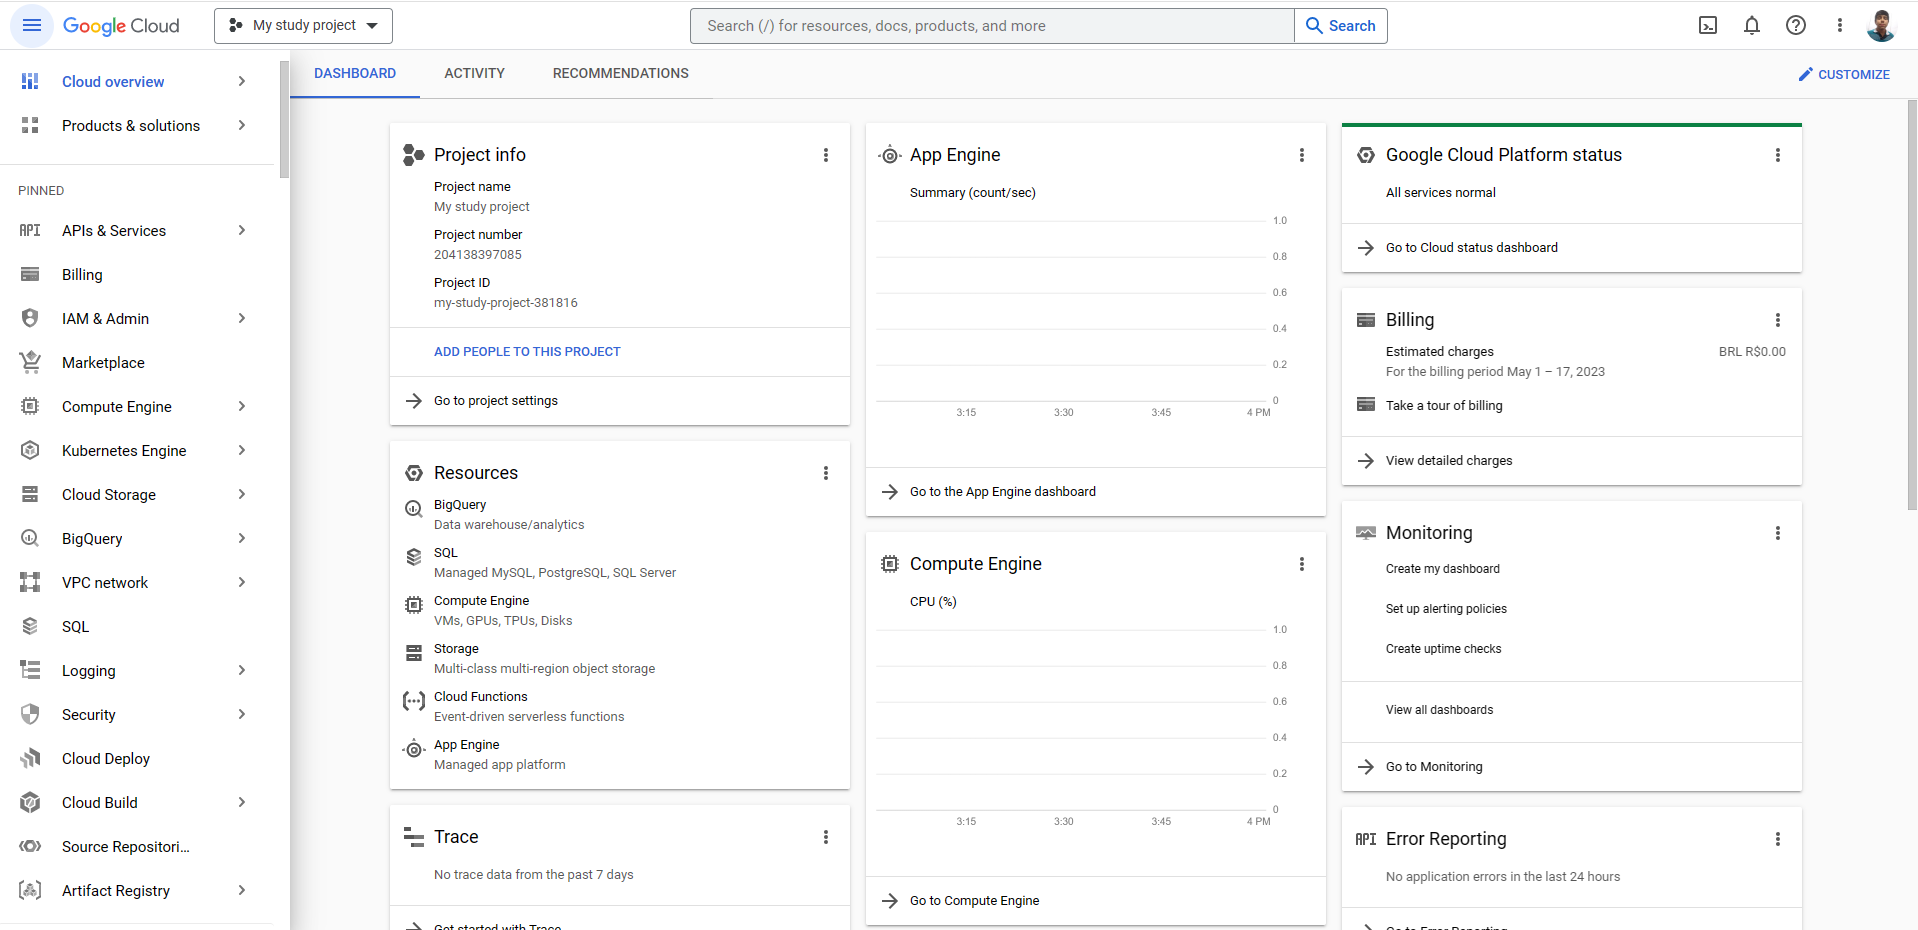 Google Cloud
My study project
Search (/) for resources, docs, products, and more
Search
Cloud overview
Products & solutions
PINNED
API APIs & Services
Billing
IAM & Admin
Marketplace
Compute Engine
Kubernetes Engine
Cloud Storage
BigQuery
VPC network
SQL
Logging
Security
Cloud Deploy
Cloud Build
Source Repositori...
Artifact Registry
DASHBOARD ACTIVITY RECOMMENDATIONS
CUSTOMIZE
Project info
Project name
My study project
Project number
204138397085
Project ID
my-study-project-381816
ADD PEOPLE TO THIS PROJECT
Go to project settings
Resources
BigQuery
Data warehouse/analytics
SQL
Managed MySQL, PostgreSQL, SQL Server
Compute Engine
VMs, GPUs, TPUs, Disks
Storage
Multi-class multi-region object storage
Cloud Functions
Event-driven serverless functions
App Engine
Managed app platform
Trace
No trace data from the past 7 days
Get started with Trace
App Engine
Summary (count/sec)
1.0
0.8
0.6
0.4
0.2
0
3:15 3:30 3:45 4 PM
Go to the App Engine dashboard
Compute Engine
CPU (%)
1.0
0.8
0.6
0.4
0.2
0
3:15 3:30 3:45 4 PM
Go to Compute Engine
Google Cloud Platform status
All services normal
Go to Cloud status dashboard
Billing
Estimated charges BRL R$0.00
For the billing period May 1 – 17, 2023
Take a tour of billing
View detailed charges
Monitoring
Create my dashboard
Set up alerting policies
Create uptime checks
View all dashboards
Go to Monitoring
API Error Reporting
No application errors in the last 24 hours
Go to Error Reporting